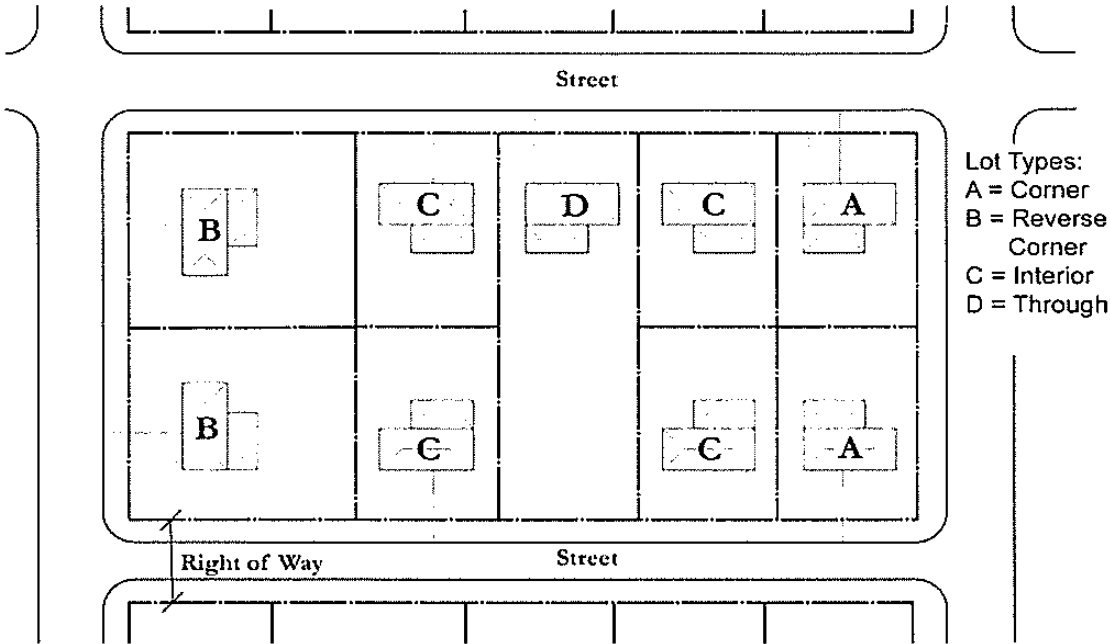 Street
Lot Types:
A = Corner
B = Reverse
Corner
C = Interior
D = Through
B
C
D
C
A
B
C
C
A
Right of Way
Street